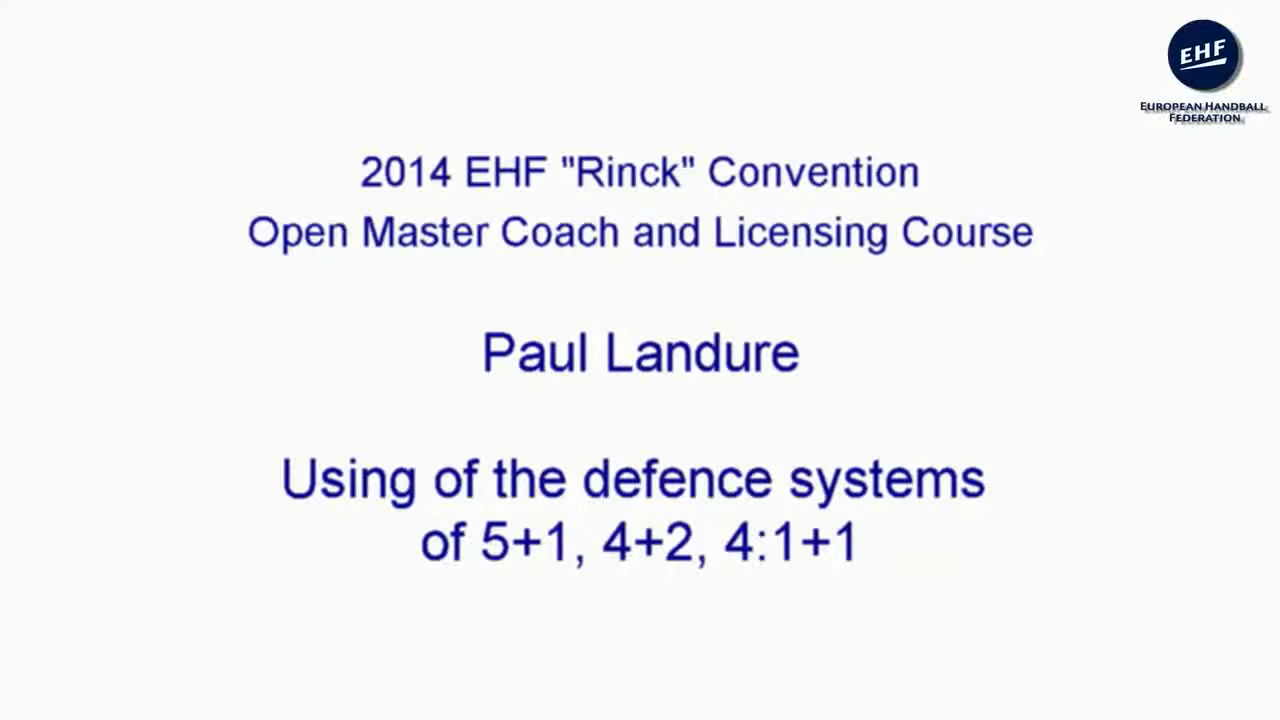 EHF
EUROPEAN HANDBALL
FEDERATION
2014 EHF "Rinck" Convention
Open Master Coach and Licensing Course
Paul Landure
Using of the defence systems
of 5+1, 4+2, 4:1+1